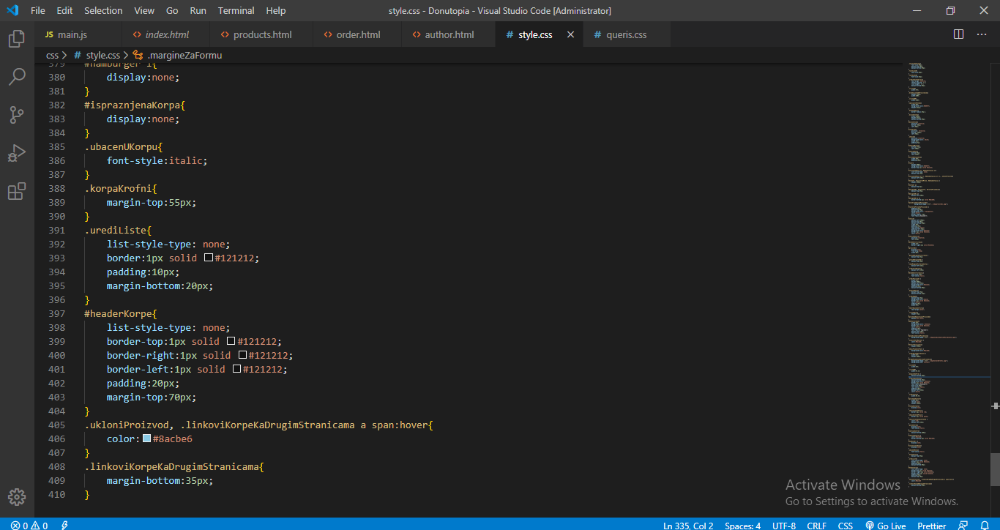 File Edit Selection View Go Run Terminal Help style.css - Donutopia - Visual Studio Code [Administrator]
JS main.js <> index.html <> products.html <> order.html <> author.html # style.css # queris.css
css > # style.css > .margineZaFormu
379 #hamburger i{
380 display:none;
381 }
382 #ispraznjenaKorpa{
383 display:none;
384 }
385 .ubacenUKorpu{
386 font-style:italic;
387 }
388 .korpaKrofni{
389 margin-top:55px;
390 }
391 .urediListe{
392 list-style-type: none;
393 border:1px solid #121212;
394 padding:10px;
395 margin-bottom:20px;
396 }
397 #headerKorpe{
398 list-style-type: none;
399 border-top:1px solid #121212;
400 border-right:1px solid #121212;
401 border-left:1px solid #121212;
402 padding:20px;
403 margin-top:70px;
404 }
405 .ukloniProizvod, .linkoviKorpeKaDrugimStranicama a span:hover{
406 color: #8acbe6
407 }
408 .linkoviKorpeKaDrugimStranicama{
409 margin-bottom:35px;
410 }
Activate Windows
Go to Settings to activate Windows.
0 0 Ln 335, Col 2 Spaces: 4 UTF-8 CRLF CSS Go Live Prettier